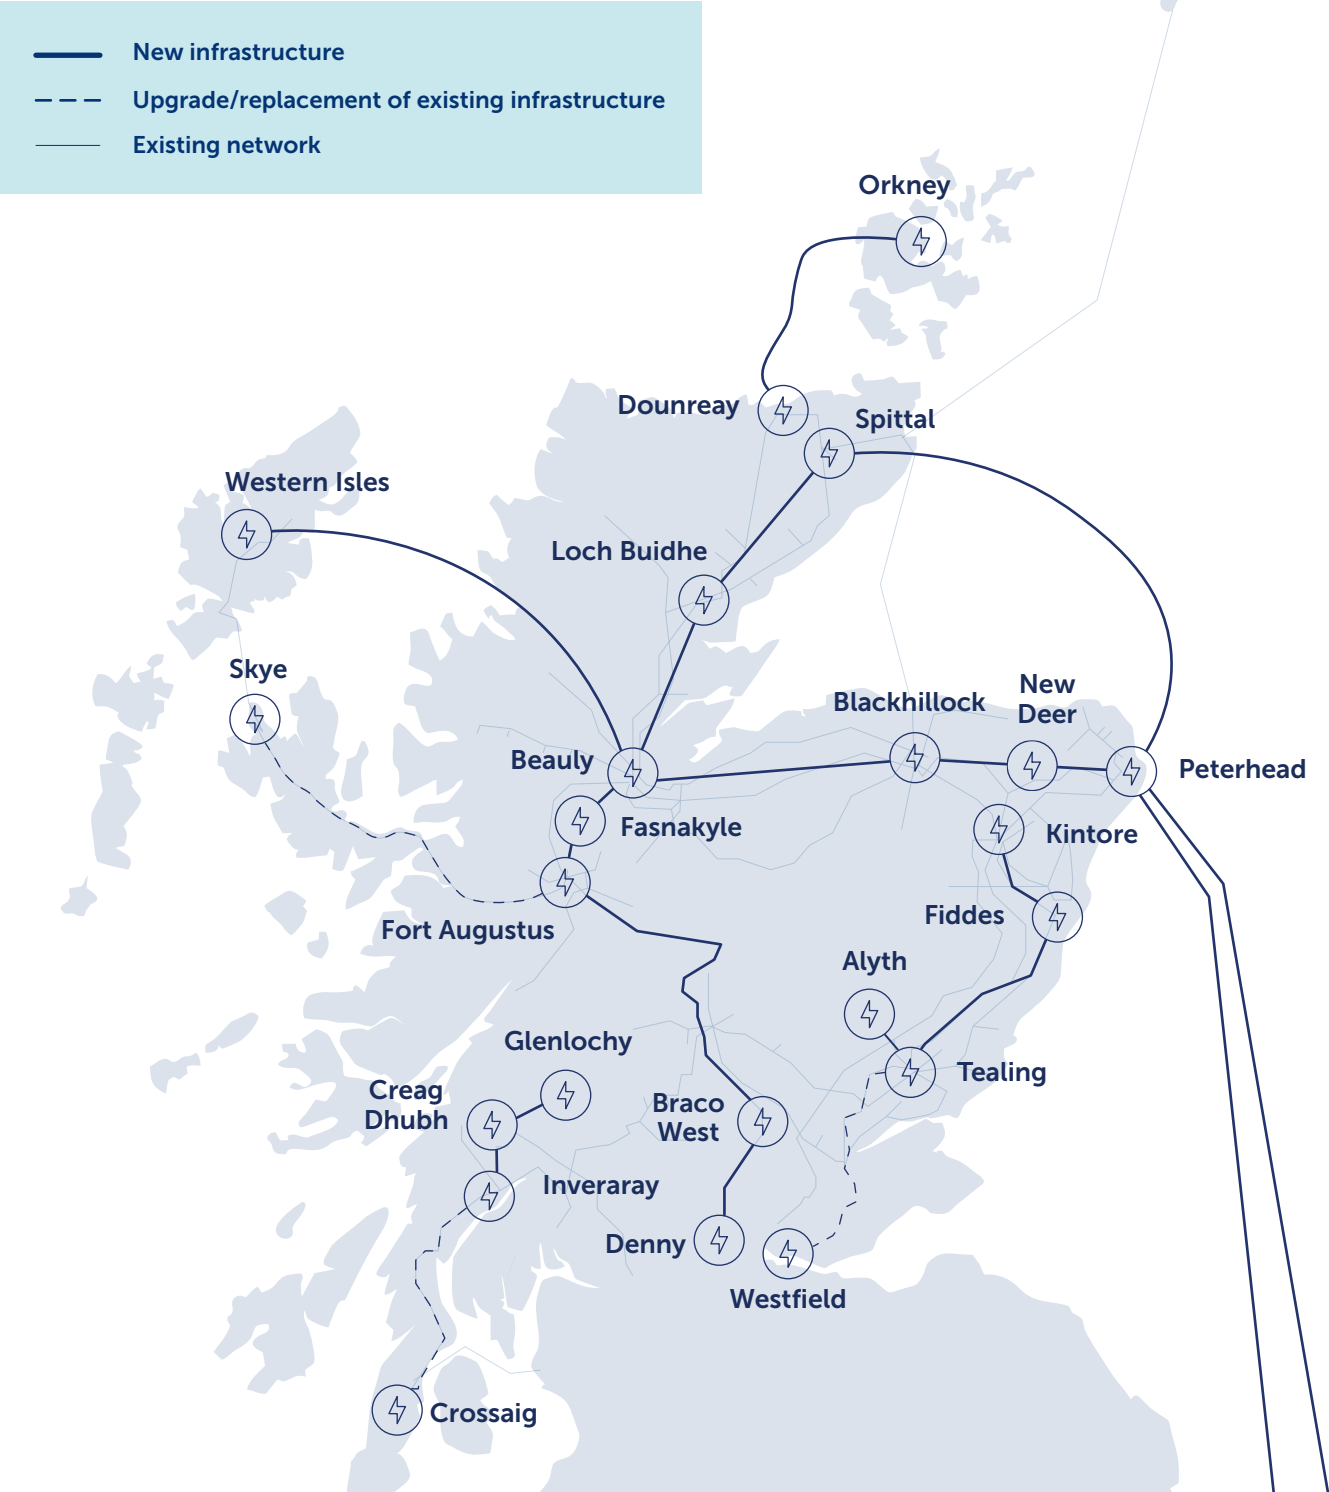 New infrastructure
Upgrade/replacement of existing infrastructure
Existing network
Orkney
Dounreay
Spittal
Western Isles
Loch Buidhe
Skye
Blackhillock
New
Deer
Beauly
Peterhead
Fasnakyle
Kintore
Fiddes
Fort Augustus
Alyth
Glenlochy
Tealing
Creag
Dhubh
Braco
West
Inveraray
Denny
Westfield
Crossaig